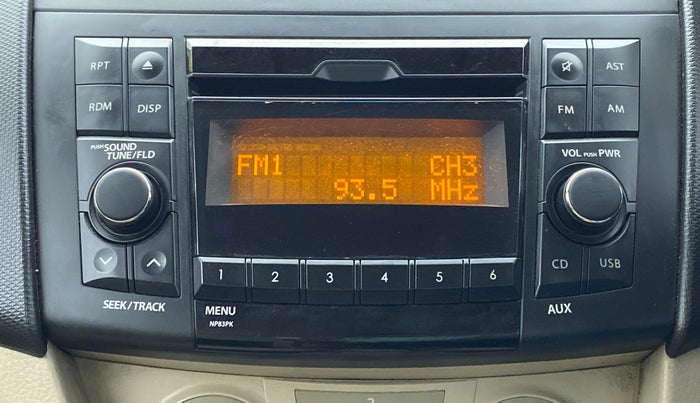 RPT
AST
RDM DISP
FM AM
FM1 CH3
93.5 MHz
PUSH SOUND
TUNE/FLD
VOL PUSH PWR
1 2 3 4 5 6
CD USB
SEEK/TRACK
MENU
NP83PK
AUX